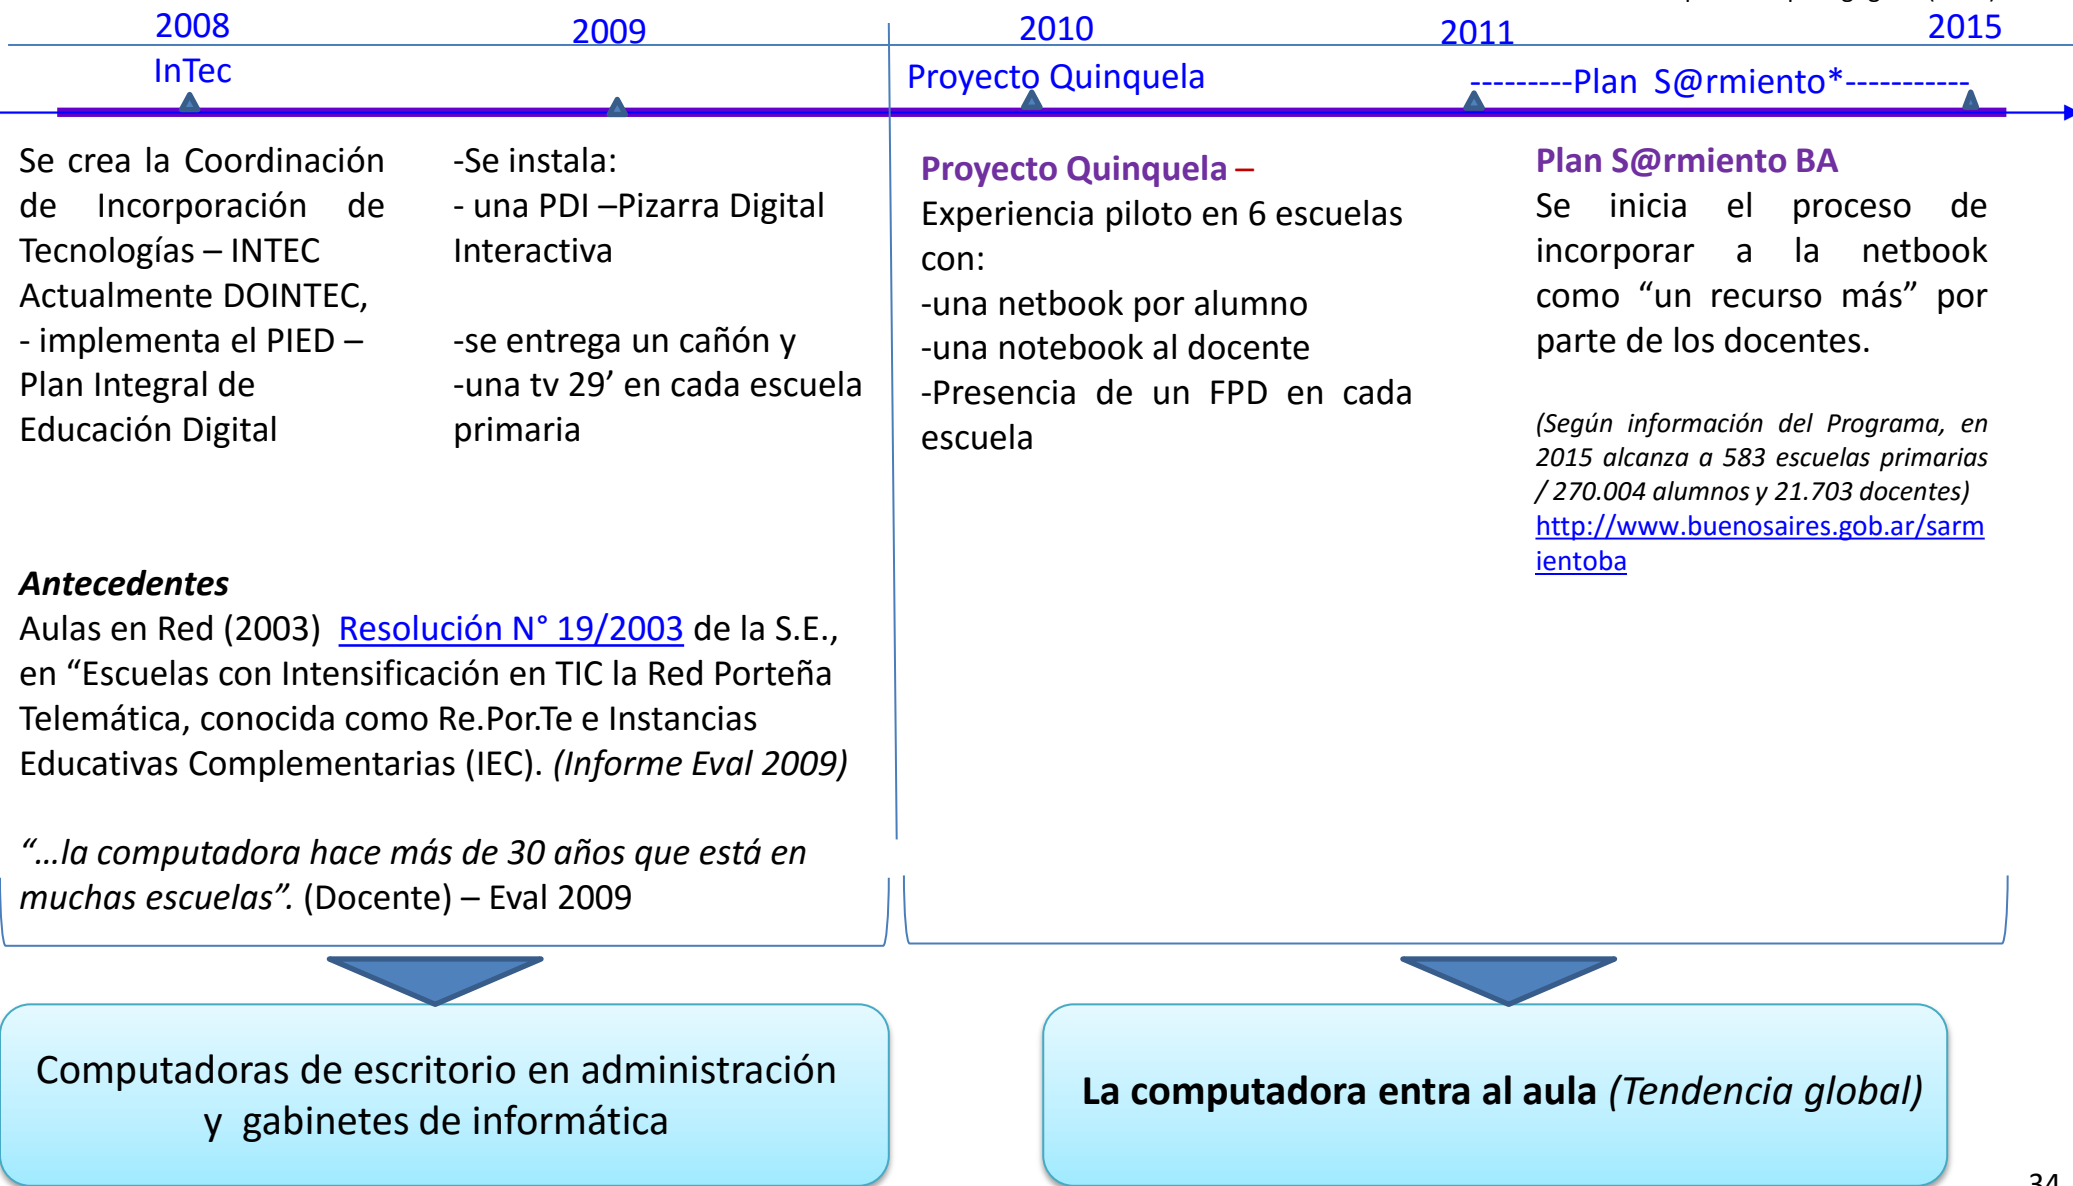 2008
2009
2010
2011
2015
InTec
Proyecto Quinquela
---------Plan S@rmiento*-----------
Se crea la Coordinación
de Incorporación de
Tecnologías – INTEC
Actualmente DOINTEC,
- implementa el PIED –
Plan Integral de
Educación Digital
-Se instala:
- una PDI –Pizarra Digital
Interactiva
-se entrega un cañón y
-una tv 29’ en cada escuela
primaria
Proyecto Quinquela –
Experiencia piloto en 6 escuelas
con:
-una netbook por alumno
-una notebook al docente
-Presencia de un FPD en cada
escuela
Plan S@rmiento BA
Se inicia el proceso de
incorporar a la netbook
como “un recurso más” por
parte de los docentes.
(Según información del Programa, en
2015 alcanza a 583 escuelas primarias
/ 270.004 alumnos y 21.703 docentes)
http://www.buenosaires.gob.ar/sarm
ientoba
Antecedentes
Aulas en Red (2003) Resolución N° 19/2003 de la S.E.,
en “Escuelas con Intensificación en TIC la Red Porteña
Telemática, conocida como Re.Por.Te e Instancias
Educativas Complementarias (IEC). (Informe Eval 2009)
“…la computadora hace más de 30 años que está en
muchas escuelas”. (Docente) – Eval 2009
Computadoras de escritorio en administración
y gabinetes de informática
La computadora entra al aula (Tendencia global)
34